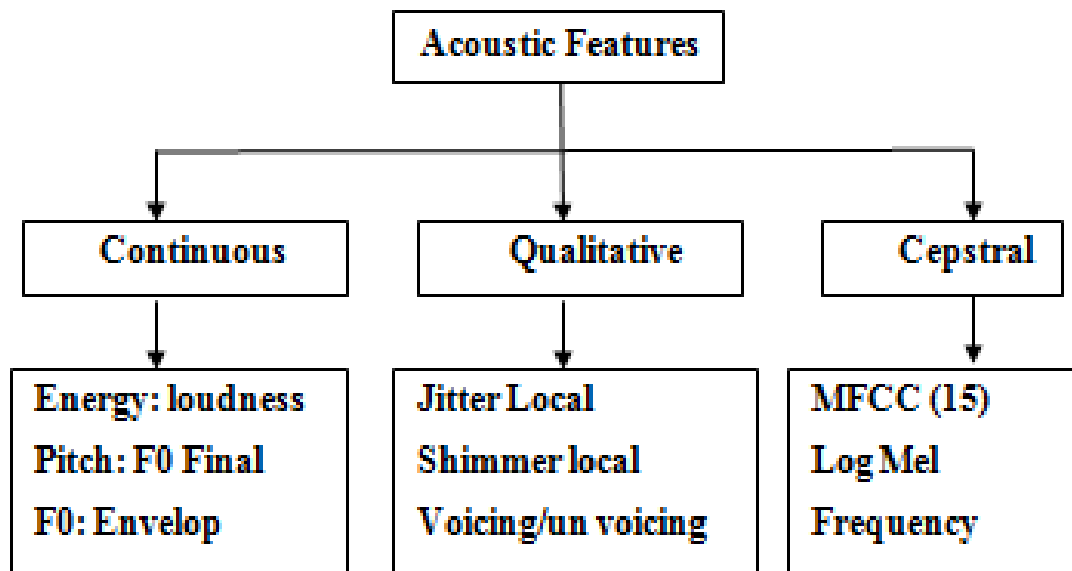 Acoustic Features
Continuous
Qualitative
Cepstral
Energy: loudness
Pitch: F0 Final
F0: Envelop
Jitter Local
Shimmer local
Voicing/un voicing
MFCC (15)
Log Mel
Frequency